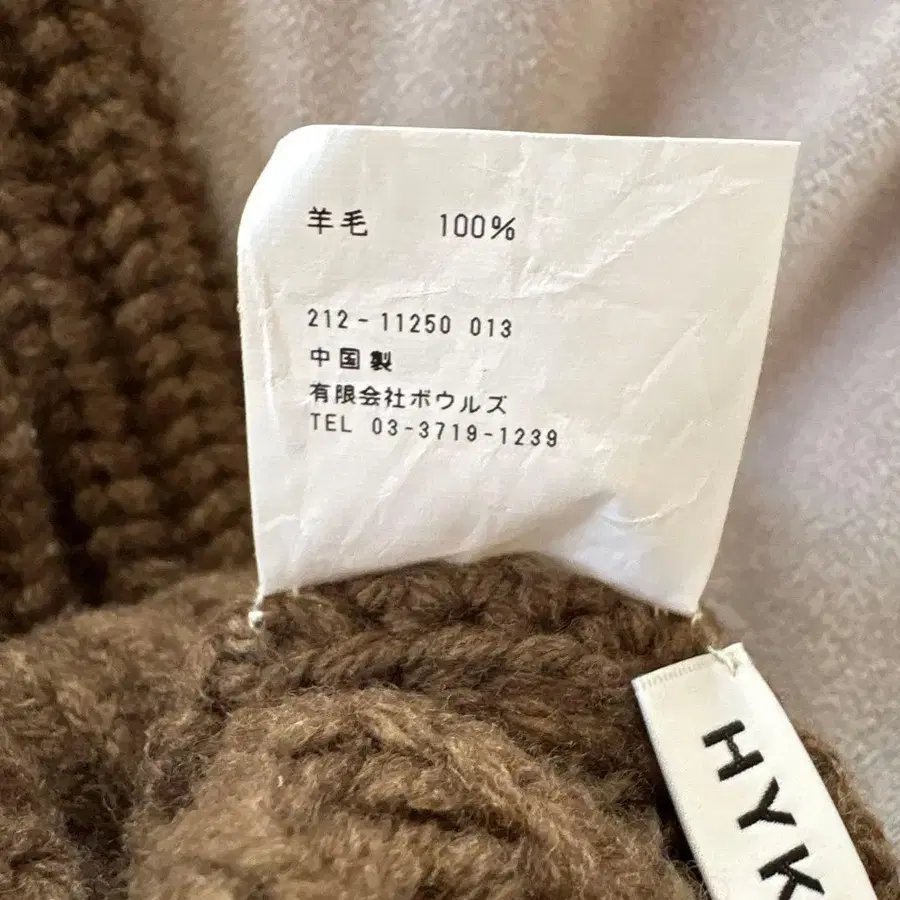 羊毛 100%
212-11250 013
中国製
有限会社ボウルズ
TEL 03-3719-1239
HYK